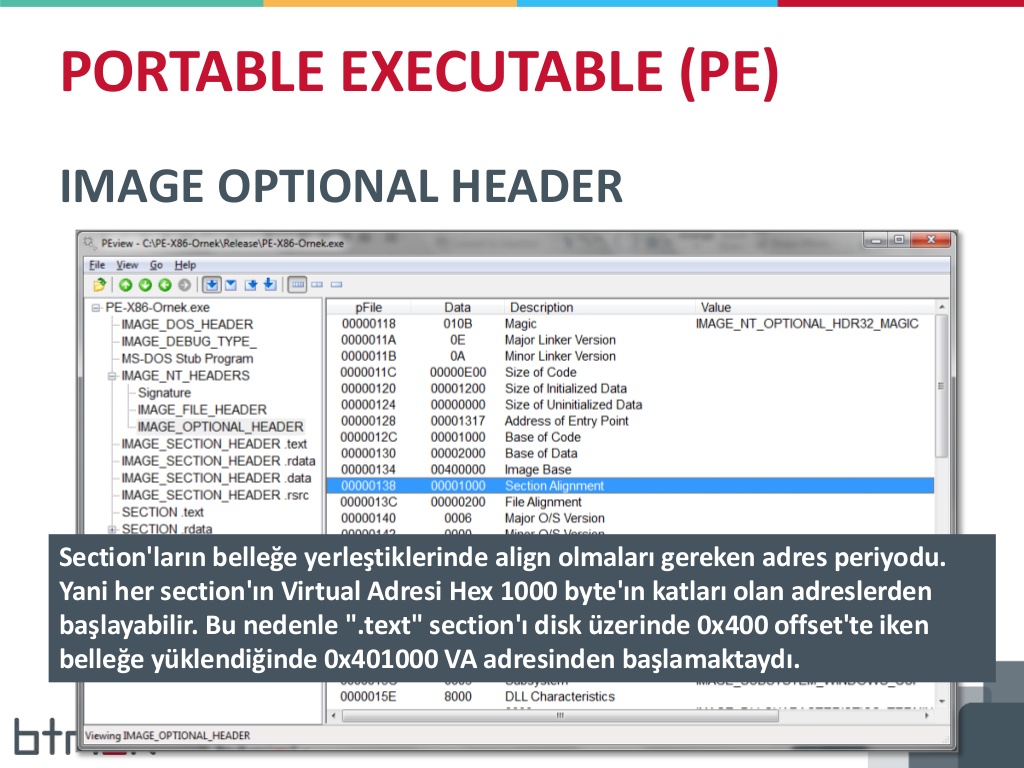 PORTABLE EXECUTABLE (PE)
IMAGE OPTIONAL HEADER
PEview - C:\PE-X86-Ornek\Release\PE-X86-Ornek.exe
File View Go Help
PE-X86-Ornek.exe
IMAGE_DOS_HEADER
IMAGE_DEBUG_TYPE_
MS-DOS Stub Program
IMAGE_NT_HEADERS
Signature
IMAGE_FILE_HEADER
IMAGE_OPTIONAL_HEADER
IMAGE_SECTION_HEADER .text
IMAGE_SECTION_HEADER .rdata
IMAGE_SECTION_HEADER .data
IMAGE_SECTION_HEADER .rsrc
SECTION .text
SECTION .rdata
pFile Data Description Value
00000118 010B Magic IMAGE_NT_OPTIONAL_HDR32_MAGIC
0000011A 0E Major Linker Version
0000011B 0A Minor Linker Version
0000011C 00000E00 Size of Code
00000120 00001200 Size of Initialized Data
00000124 00000000 Size of Uninitialized Data
00000128 00001317 Address of Entry Point
0000012C 00001000 Base of Code
00000130 00002000 Base of Data
00000134 00400000 Image Base
00000138 00001000 Section Alignment
0000013C 00000200 File Alignment
00000140 0006 Major O/S Version
00000142 0000 Minor O/S Version
Section'ların belleğe yerleştiklerinde align olmaları gereken adres periyodu.
Yani her section'ın Virtual Adresi Hex 1000 byte'ın katları olan adreslerden
başlayabilir. Bu nedenle ".text" section'ı disk üzerinde 0x400 offset'te iken
belleğe yüklendiğinde 0x401000 VA adresinden başlamaktaydı.
0000015E 8000 DLL Characteristics
Viewing IMAGE_OPTIONAL_HEADER